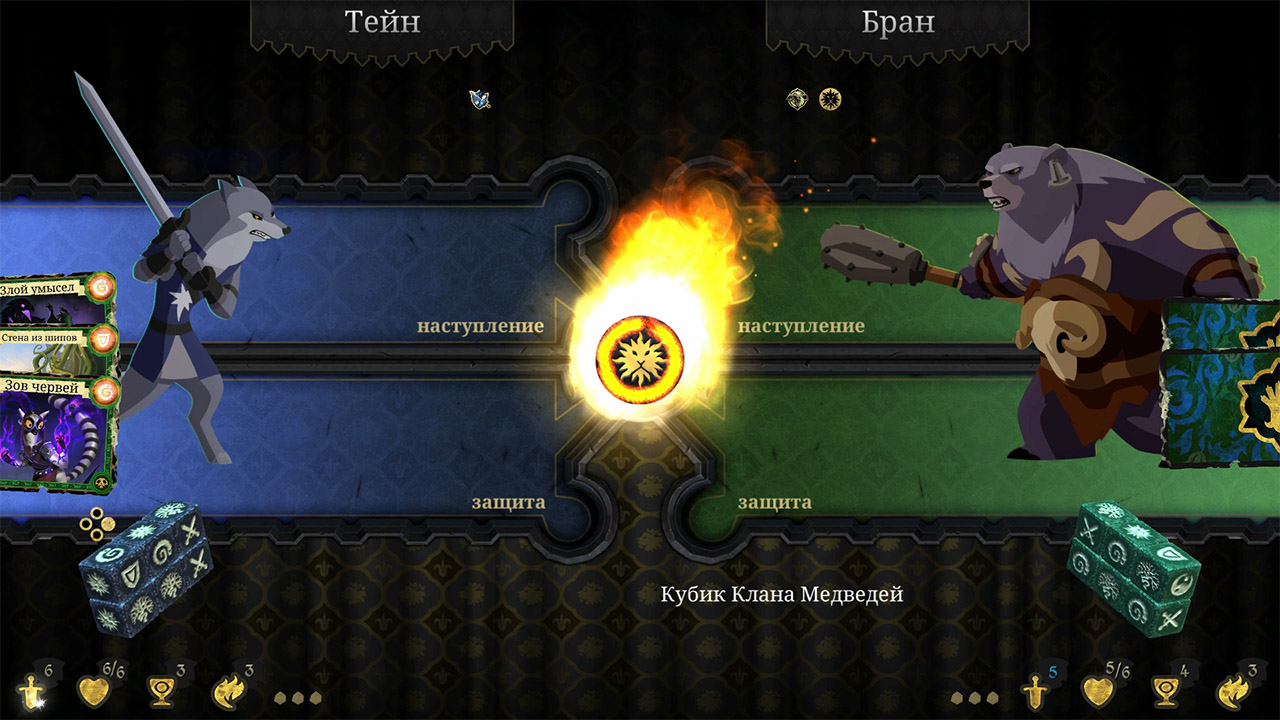 Тейн
Бран
наступление
наступление
Злой умысел
Стена из шипов
Зов червей
защита
защита
Кубик Клана Медведей
6
6/6
3
3
5
5/6
4
3